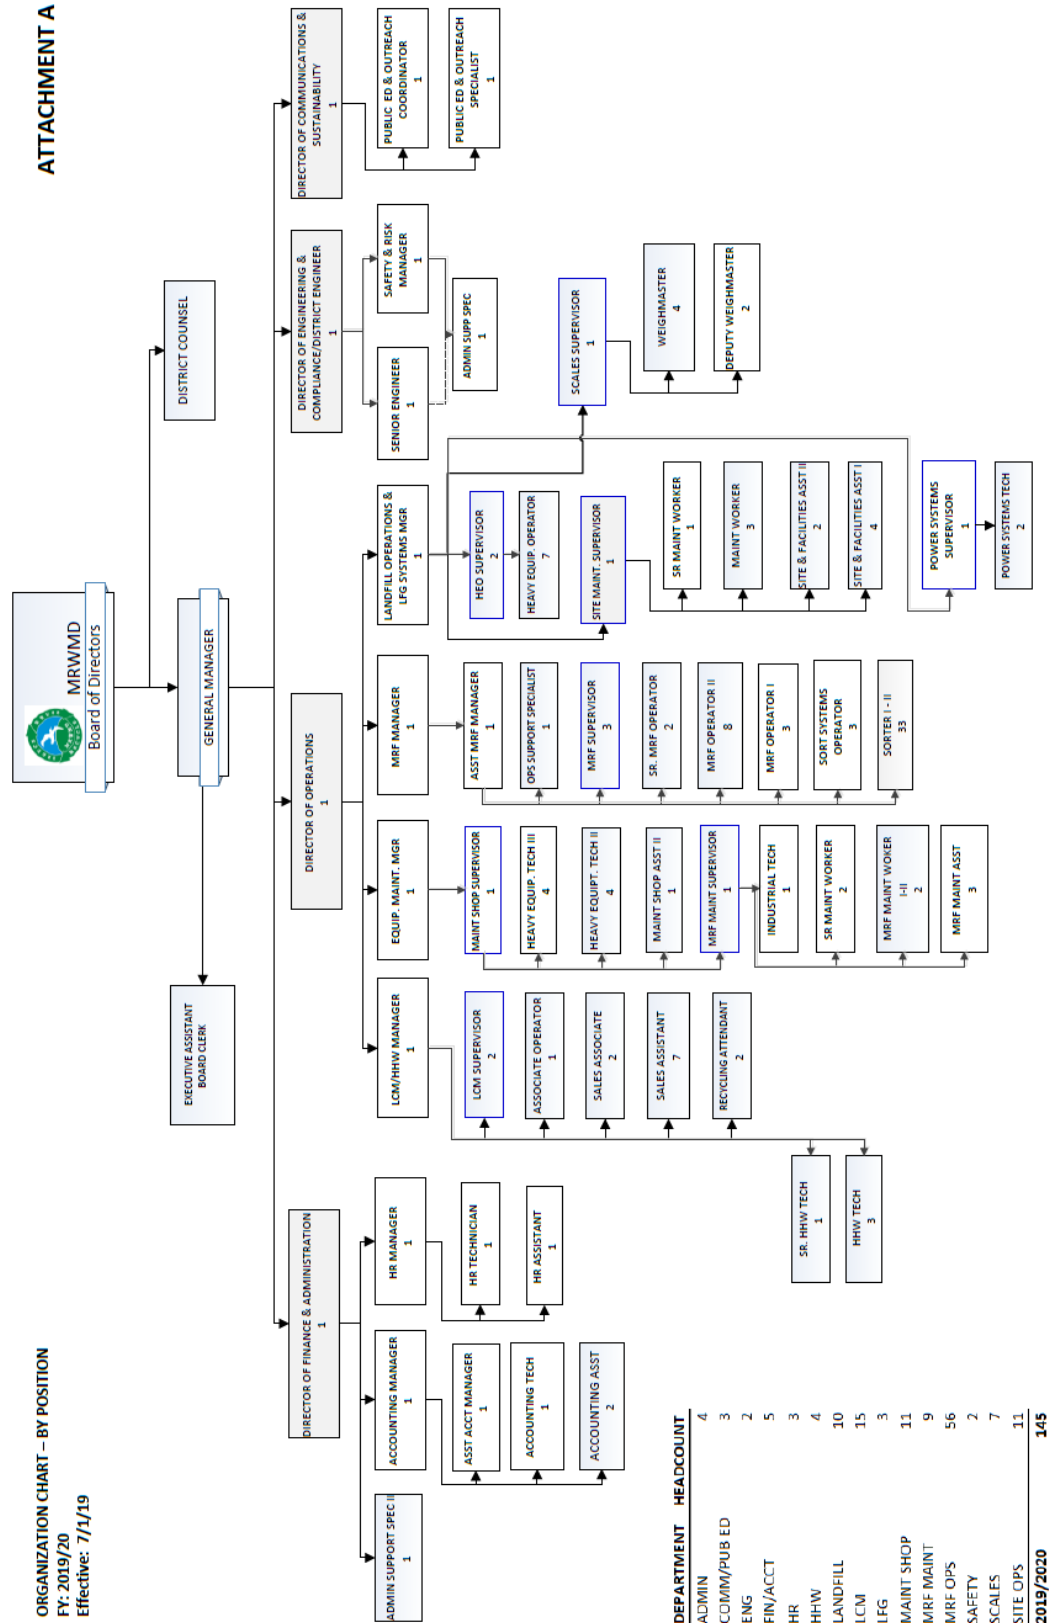 ORGANIZATION CHART – BY POSITION
FY: 2019/20
Effective: 7/1/19
ATTACHMENT A
MRWMD
Board of Directors
DISTRICT COUNSEL
GENERAL MANAGER
EXECUTIVE ASSISTANT
BOARD CLERK
DIRECTOR OF FINANCE & ADMINISTRATION
1
DIRECTOR OF OPERATIONS
1
DIRECTOR OF ENGINEERING &
COMPLIANCE/DISTRICT ENGINEER
1
DIRECTOR OF COMMUNICATIONS &
SUSTAINABILITY
1
ADMIN SUPPORT SPEC II
1
ACCOUNTING MANAGER
1
ASST ACCT MANAGER
1
ACCOUNTING TECH
1
ACCOUNTING ASST
2
HR MANAGER
1
HR TECHNICIAN
1
HR ASSISTANT
1
LCM/HHW MANAGER
1
LCM SUPERVISOR
2
ASSOCIATE OPERATOR
1
SALES ASSOCIATE
2
SALES ASSISTANT
7
RECYCLING ATTENDANT
2
SR. HHW TECH
1
HHW TECH
3
EQUIP. MAINT. MGR
1
MAINT SHOP SUPERVISOR
1
HEAVY EQUIP. TECH III
4
HEAVY EQUIPT. TECH II
4
MAINT SHOP ASST II
1
MRF MAINT SUPERVISOR
1
INDUSTRIAL TECH
1
SR MAINT WORKER
2
MRF MAINT WOKER
I-II
2
MRF MAINT ASST
3
MRF MANAGER
1
ASST MRF MANAGER
1
OPS SUPPORT SPECIALIST
1
MRF SUPERVISOR
3
SR. MRF OPERATOR
2
MRF OPERATOR II
8
MRF OPERATOR I
3
SORT SYSTEMS
OPERATOR
3
SORTER I - II
33
LANDFILL OPERATIONS &
LFG SYSTEMS MGR
1
HEO SUPERVISOR
2
HEAVY EQUIP. OPERATOR
7
SITE MAINT. SUPERVISOR
1
SR MAINT WORKER
1
MAINT WORKER
3
SITE & FACILITIES ASST II
2
SITE & FACILITIES ASST I
4
POWER SYSTEMS
SUPERVISOR
1
POWER SYSTEMS TECH
2
SCALES SUPERVISOR
1
WEIGHMASTER
4
DEPUTY WEIGHMASTER
2
SENIOR ENGINEER
1
SAFETY & RISK
MANAGER
1
ADMIN SUPP SPEC
1
PUBLIC ED & OUTREACH
COORDINATOR
1
PUBLIC ED & OUTREACH
SPECIALIST
1
DEPARTMENT HEADCOUNT
ADMIN 4
COMM/PUB ED 3
ENG 2
FIN/ACCT 5
HR 3
HHW 4
LANDFILL 10
LCM 15
LFG 3
MAINT SHOP 11
MRF MAINT 9
MRF OPS 56
SAFETY 2
SCALES 7
SITE OPS 11
2019/2020 145